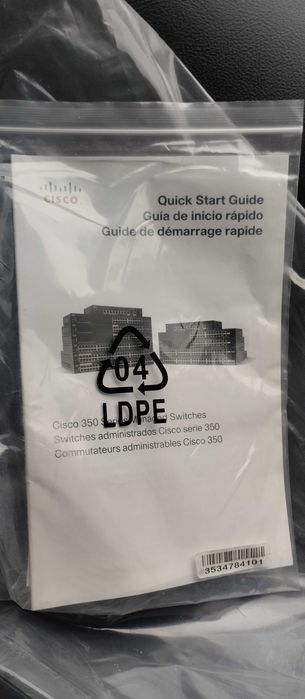 CISCO
Quick Start Guide
Guía de inicio rápido
Guide de démarrage rapide
04
LDPE
Cisco 350 Switches
Switches administrados Cisco serie 350
Commutateurs administrables Cisco 350
3534784101